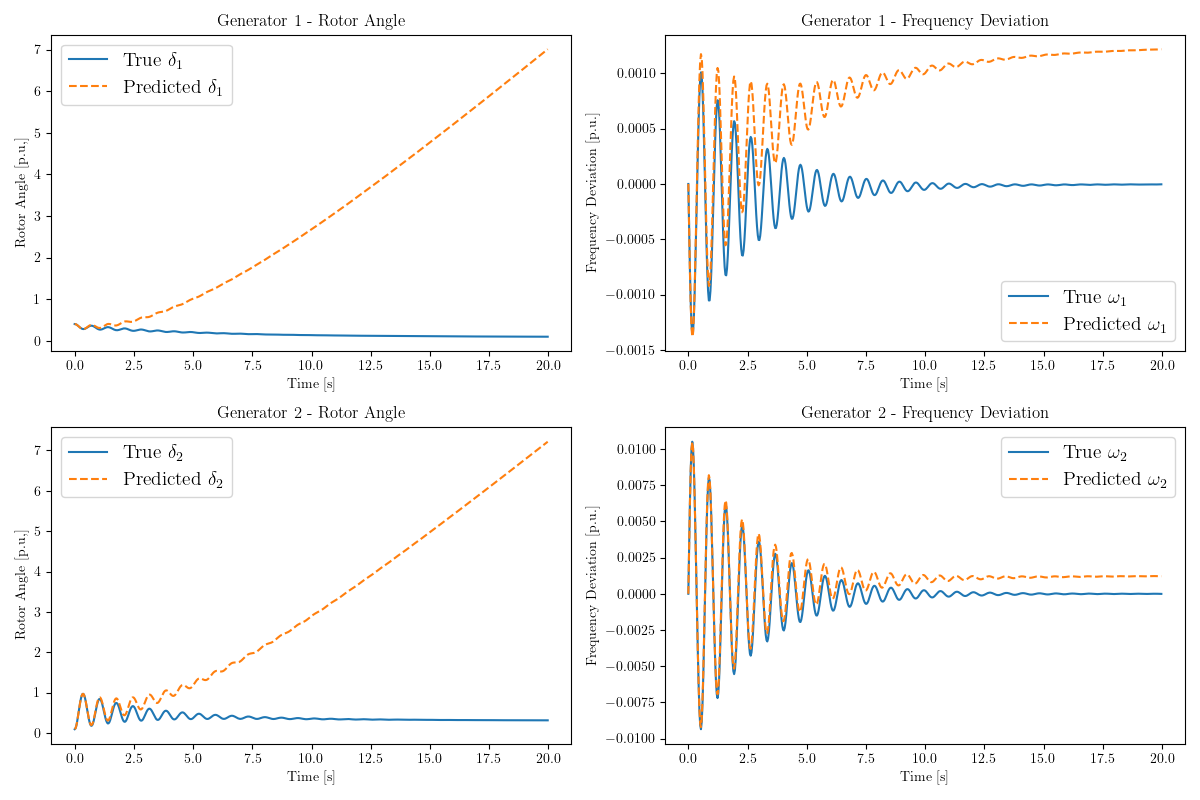 Generator 1 - Rotor Angle
True δ₁
Predicted δ₁
Rotor Angle [p.u,]
7
6
5
4
3
2
1
0
0.0 2.5 5.0 7.5 10.0 12.5 15.0 17.5 20.0
Time [s]
Generator 1 - Frequency Deviation
True ω₁
Predicted ω₁
Frequency Deviation [p.u.]
0.0010
0.0005
0.0000
−0.0005
−0.0010
−0.0015
0.0 2.5 5.0 7.5 10.0 12.5 15.0 17.5 20.0
Time [s]
Generator 2 - Rotor Angle
True δ₂
Predicted δ₂
Rotor Angle [p.u,]
7
6
5
4
3
2
1
0
0.0 2.5 5.0 7.5 10.0 12.5 15.0 17.5 20.0
Time [s]
Generator 2 - Frequency Deviation
True ω₂
Predicted ω₂
Frequency Deviation [p.u.]
0.0100
0.0075
0.0050
0.0025
0.0000
−0.0025
−0.0050
−0.0075
−0.0100
0.0 2.5 5.0 7.5 10.0 12.5 15.0 17.5 20.0
Time [s]